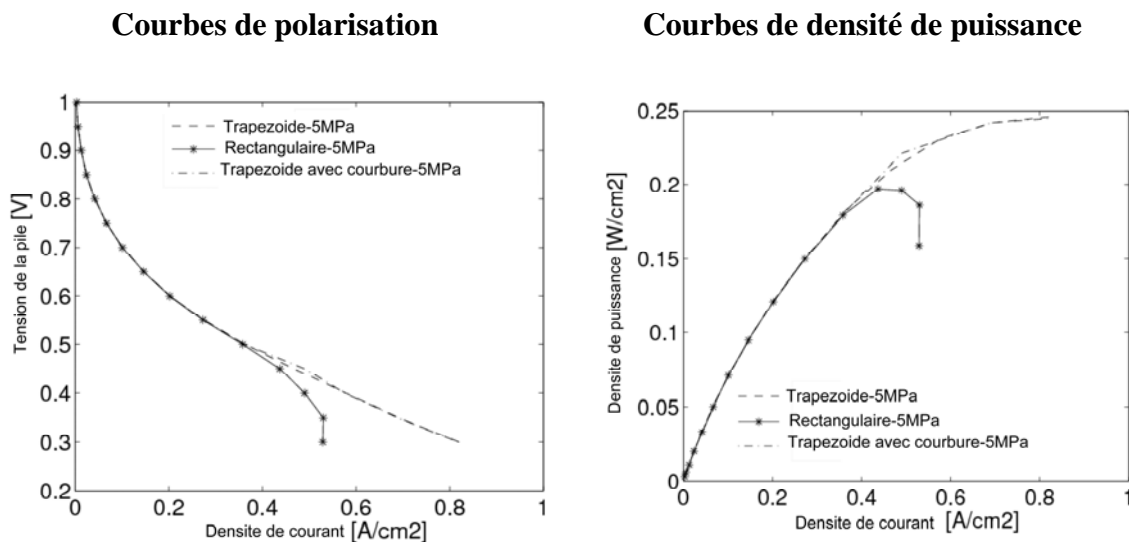 Courbes de polarisation
Courbes de densité de puissance
1
0.9
0.8
0.7
0.6
0.5
0.4
0.3
0.2
Tension de la pile [V]
Trapezoide-5MPa
Rectangulaire-5MPa
Trapezoide avec courbure-5MPa
0
0.2
0.4
0.6
0.8
1
Densite de courant [A/cm2]
0.25
0.2
0.15
0.1
0.05
0
Densite de puissance [W/cm2]
Trapezoide-5MPa
Rectangulaire-5MPa
Trapezoide avec courbure-5MPa
0
0.2
0.4
0.6
0.8
1
Densite de courant [A/cm2]